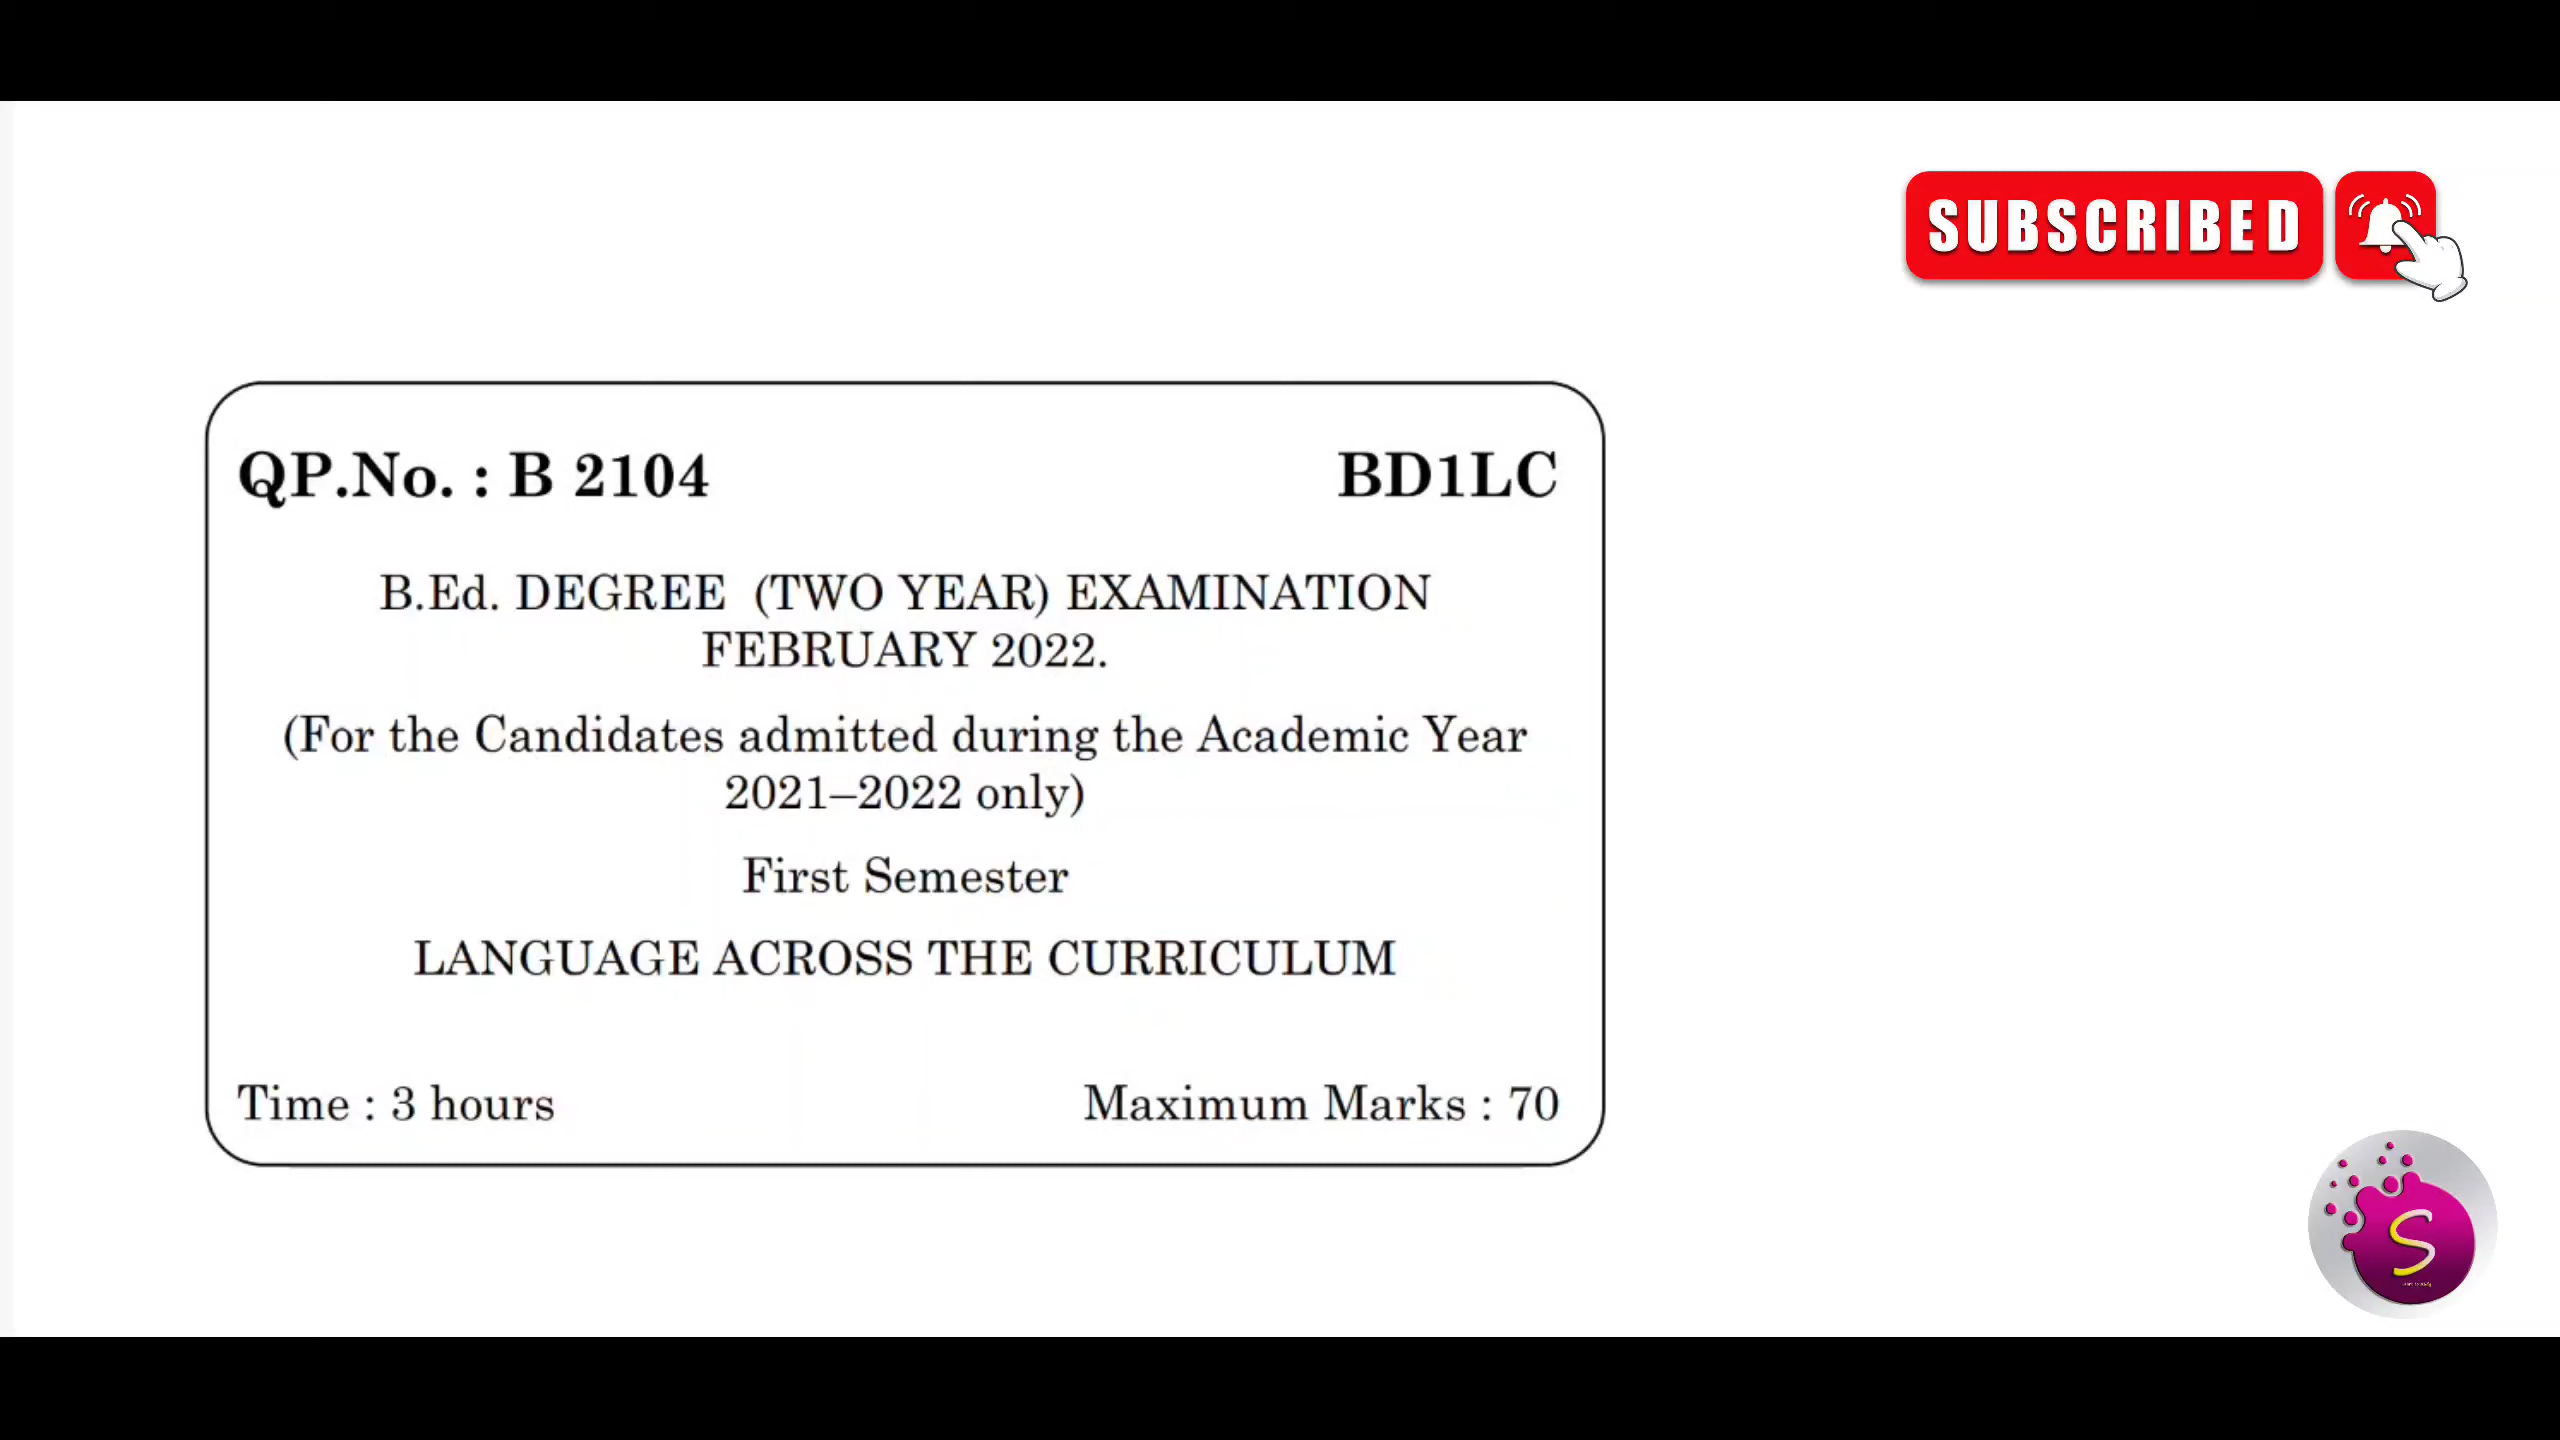 SUBSCRIBED
QP.No. : B 2104 BD1LC
B.Ed. DEGREE (TWO YEAR) EXAMINATION
FEBRUARY 2022.
(For the Candidates admitted during the Academic Year
2021–2022 only)
First Semester
LANGUAGE ACROSS THE CURRICULUM
Time : 3 hours Maximum Marks : 70
S